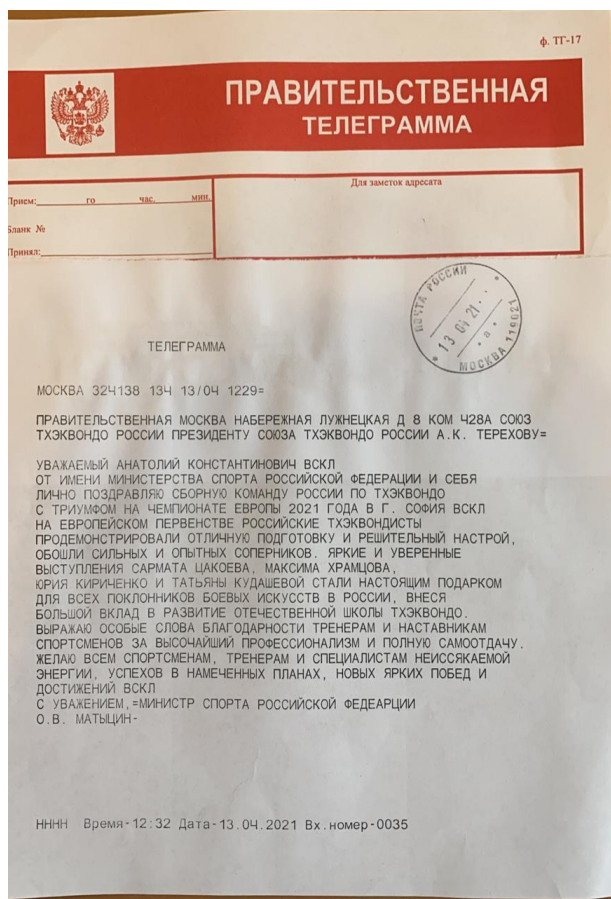 ф. ТГ-17
ПРАВИТЕЛЬСТВЕННАЯ
ТЕЛЕГРАММА
Для заметок адресата
Прием:______го______час.______мин.
Бланк №
Принял:
ПОЧТА РОССИИ
13 04 21
* а *
МОСКВА 119021
ТЕЛЕГРАММА
МОСКВА 324138 134 13/04 1229=
ПРАВИТЕЛЬСТВЕННАЯ МОСКВА НАБЕРЕЖНАЯ ЛУЖНЕЦКАЯ Д 8 КОМ 428А СОЮЗ
ТХЭКВОНДО РОССИИ ПРЕЗИДЕНТУ СОЮЗА ТХЭКВОНДО РОССИИ А.К. ТЕРЕХОВУ=
УВАЖАЕМЫЙ АНАТОЛИЙ КОНСТАНТИНОВИЧ ВСКЛ
ОТ ИМЕНИ МИНИСТЕРСТВА СПОРТА РОССИЙСКОЙ ФЕДЕРАЦИИ И СЕБЯ
ЛИЧНО ПОЗДРАВЛЯЮ СБОРНУЮ КОМАНДУ РОССИИ ПО ТХЭКВОНДО
С ТРИУМФОМ НА ЧЕМПИОНАТЕ ЕВРОПЫ 2021 ГОДА В Г. СОФИЯ ВСКЛ
НА ЕВРОПЕЙСКОМ ПЕРВЕНСТВЕ РОССИЙСКИЕ ТХЭКВОНДИСТЫ
ПРОДЕМОНСТРИРОВАЛИ ОТЛИЧНУЮ ПОДГОТОВКУ И РЕШИТЕЛЬНЫЙ НАСТРОЙ,
ОБОШЛИ СИЛЬНЫХ И ОПЫТНЫХ СОПЕРНИКОВ. ЯРКИЕ И УВЕРЕННЫЕ
ВЫСТУПЛЕНИЯ САРМАТА ЦАКОЕВА, МАКСИМА ХРАМЦОВА,
ЮРИЯ КИРИЧЕНКО И ТАТЬЯНЫ КУДАШЕВОЙ СТАЛИ НАСТОЯЩИМ ПОДАРКОМ
ДЛЯ ВСЕХ ПОКЛОННИКОВ БОЕВЫХ ИСКУССТВ В РОССИИ, ВНЕСЯ
БОЛЬШОЙ ВКЛАД В РАЗВИТИЕ ОТЕЧЕСТВЕННОЙ ШКОЛЫ ТХЭКВОНДО.
ВЫРАЖАЮ ОСОБЫЕ СЛОВА БЛАГОДАРНОСТИ ТРЕНЕРАМ И НАСТАВНИКАМ
СПОРТСМЕНОВ ЗА ВЫСОЧАЙШИЙ ПРОФЕССИОНАЛИЗМ И ПОЛНУЮ САМООТДАЧУ.
ЖЕЛАЮ ВСЕМ СПОРТСМЕНАМ, ТРЕНЕРАМ И СПЕЦИАЛИСТАМ НЕИССЯКАЕМОЙ
ЭНЕРГИИ, УСПЕХОВ В НАМЕЧЕННЫХ ПЛАНАХ, НОВЫХ ЯРКИХ ПОБЕД И
ДОСТИЖЕНИЙ ВСКЛ
С УВАЖЕНИЕМ,=МИНИСТР СПОРТА РОССИЙСКОЙ ФЕДЕАРЦИИ
О.В. МАТЫЦИН-
НННН Время-12:32 Дата-13.04.2021 Вх.номер-0035